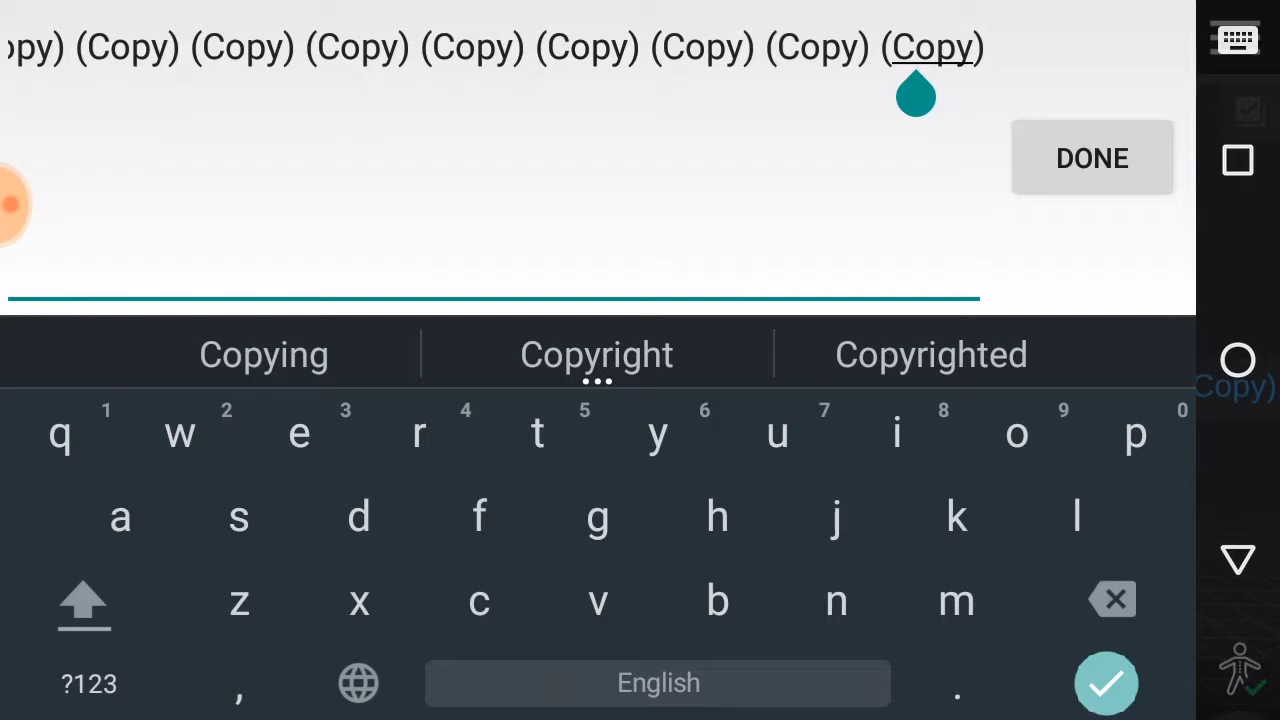 opy) (Copy) (Copy) (Copy) (Copy) (Copy) (Copy) (Copy) (Copy)
DONE
Copying Copyright Copyrighted
Copy)
1 2 3 4 5 6 7 8 9 0
q w e r t y u i o p
a s d f g h j k l
z x c v b n m
?123 , English .